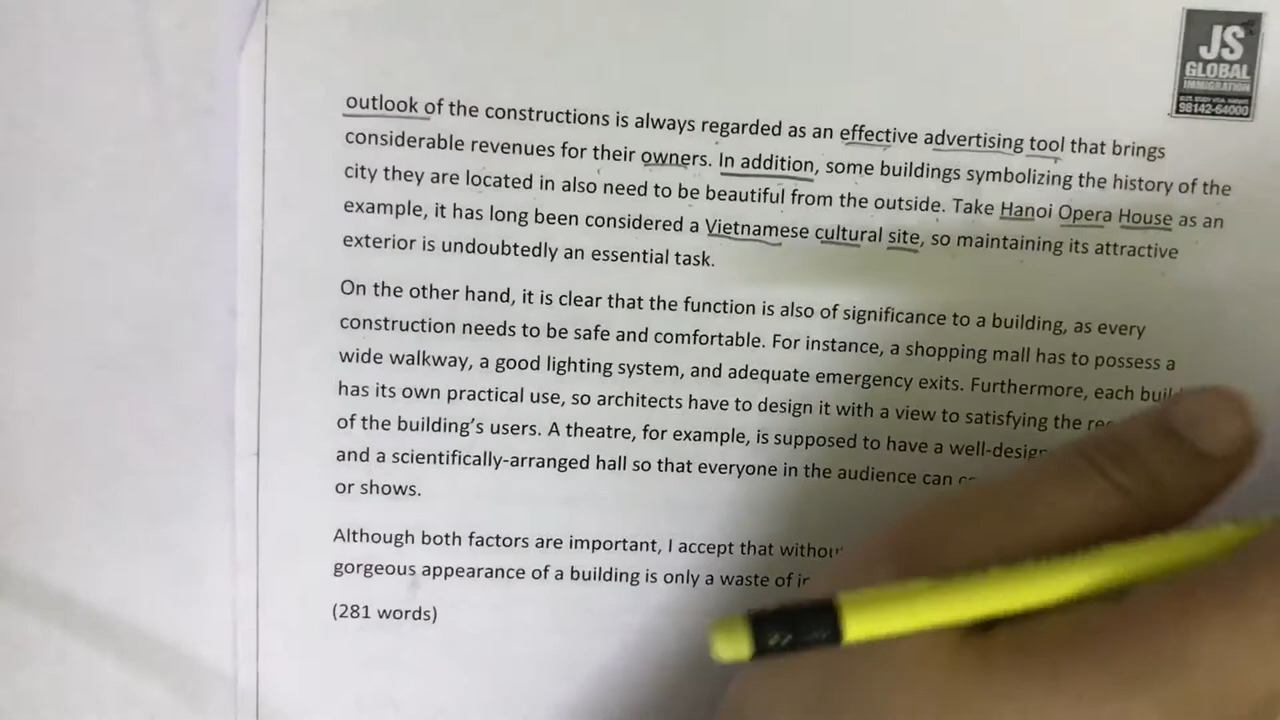 JS
GLOBAL
IMMIGRATION
98142-64000
outlook of the constructions is always regarded as an effective advertising tool that brings
considerable revenues for their owners. In addition, some buildings symbolizing the history of the
city they are located in also need to be beautiful from the outside. Take Hanoi Opera House as an
example, it has long been considered a Vietnamese cultural site, so maintaining its attractive
exterior is undoubtedly an essential task.
On the other hand, it is clear that the function is also of significance to a building, as every
construction needs to be safe and comfortable. For instance, a shopping mall has to possess a
wide walkway, a good lighting system, and adequate emergency exits. Furthermore, each
has its own practical use, so architects have to design it with a view to satisfying the
of the building's users. A theatre, for example, is supposed to have a
and a scientifically-arranged hall so that everyone in the audience can
or shows.
Although both factors are important, I accept that
gorgeous appearance of a building is only a waste of
(281 words)